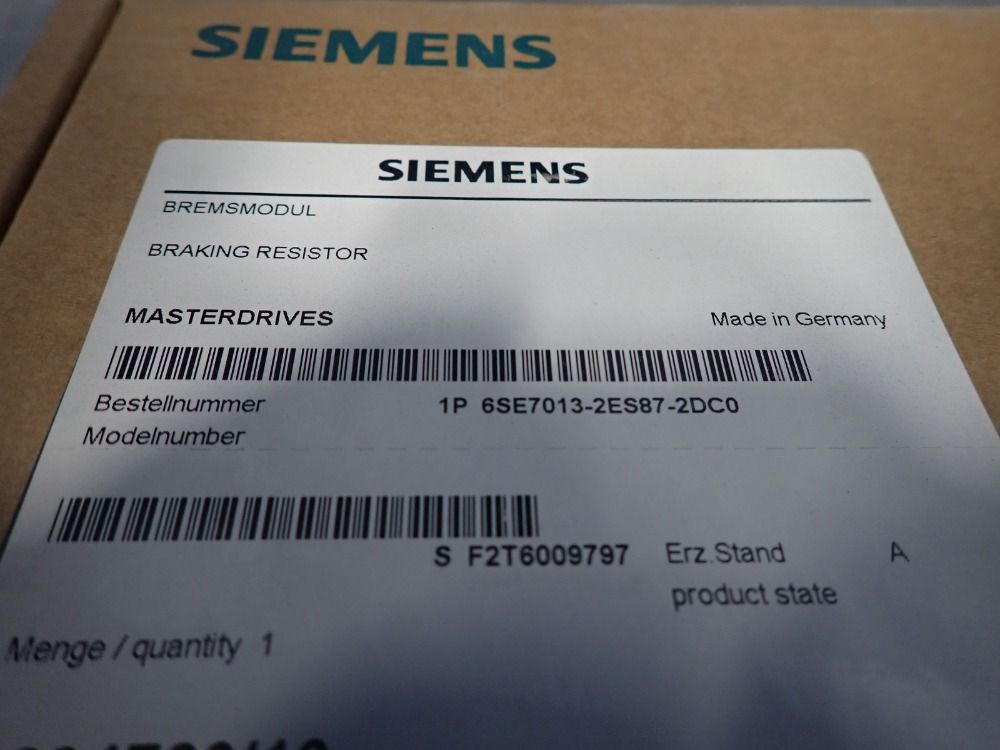 SIEMENS
SIEMENS
BREMSMODUL
BRAKING RESISTOR
MASTERDRIVES Made in Germany
Bestellnummer 1P 6SE7013-2ES87-2DC0
Modelnumber
S F2T6009797 Erz.Stand A
product state
Menge / quantity 1